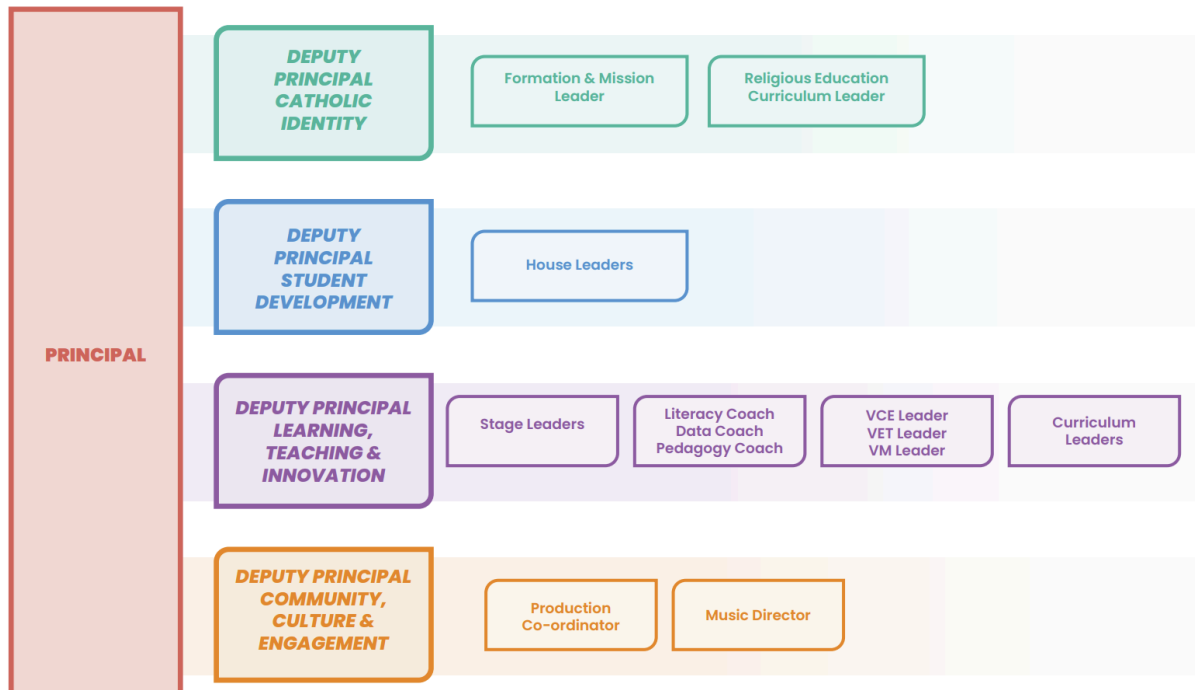 PRINCIPAL
DEPUTY
PRINCIPAL
CATHOLIC
IDENTITY
Formation & Mission
Leader
Religious Education
Curriculum Leader
DEPUTY
PRINCIPAL
STUDENT
DEVELOPMENT
House Leaders
DEPUTY PRINCIPAL
LEARNING,
TEACHING &
INNOVATION
Stage Leaders
Literacy Coach
Data Coach
Pedagogy Coach
VCE Leader
VET Leader
VM Leader
Curriculum
Leaders
DEPUTY PRINCIPAL
COMMUNITY,
CULTURE &
ENGAGEMENT
Production
Co-ordinator
Music Director